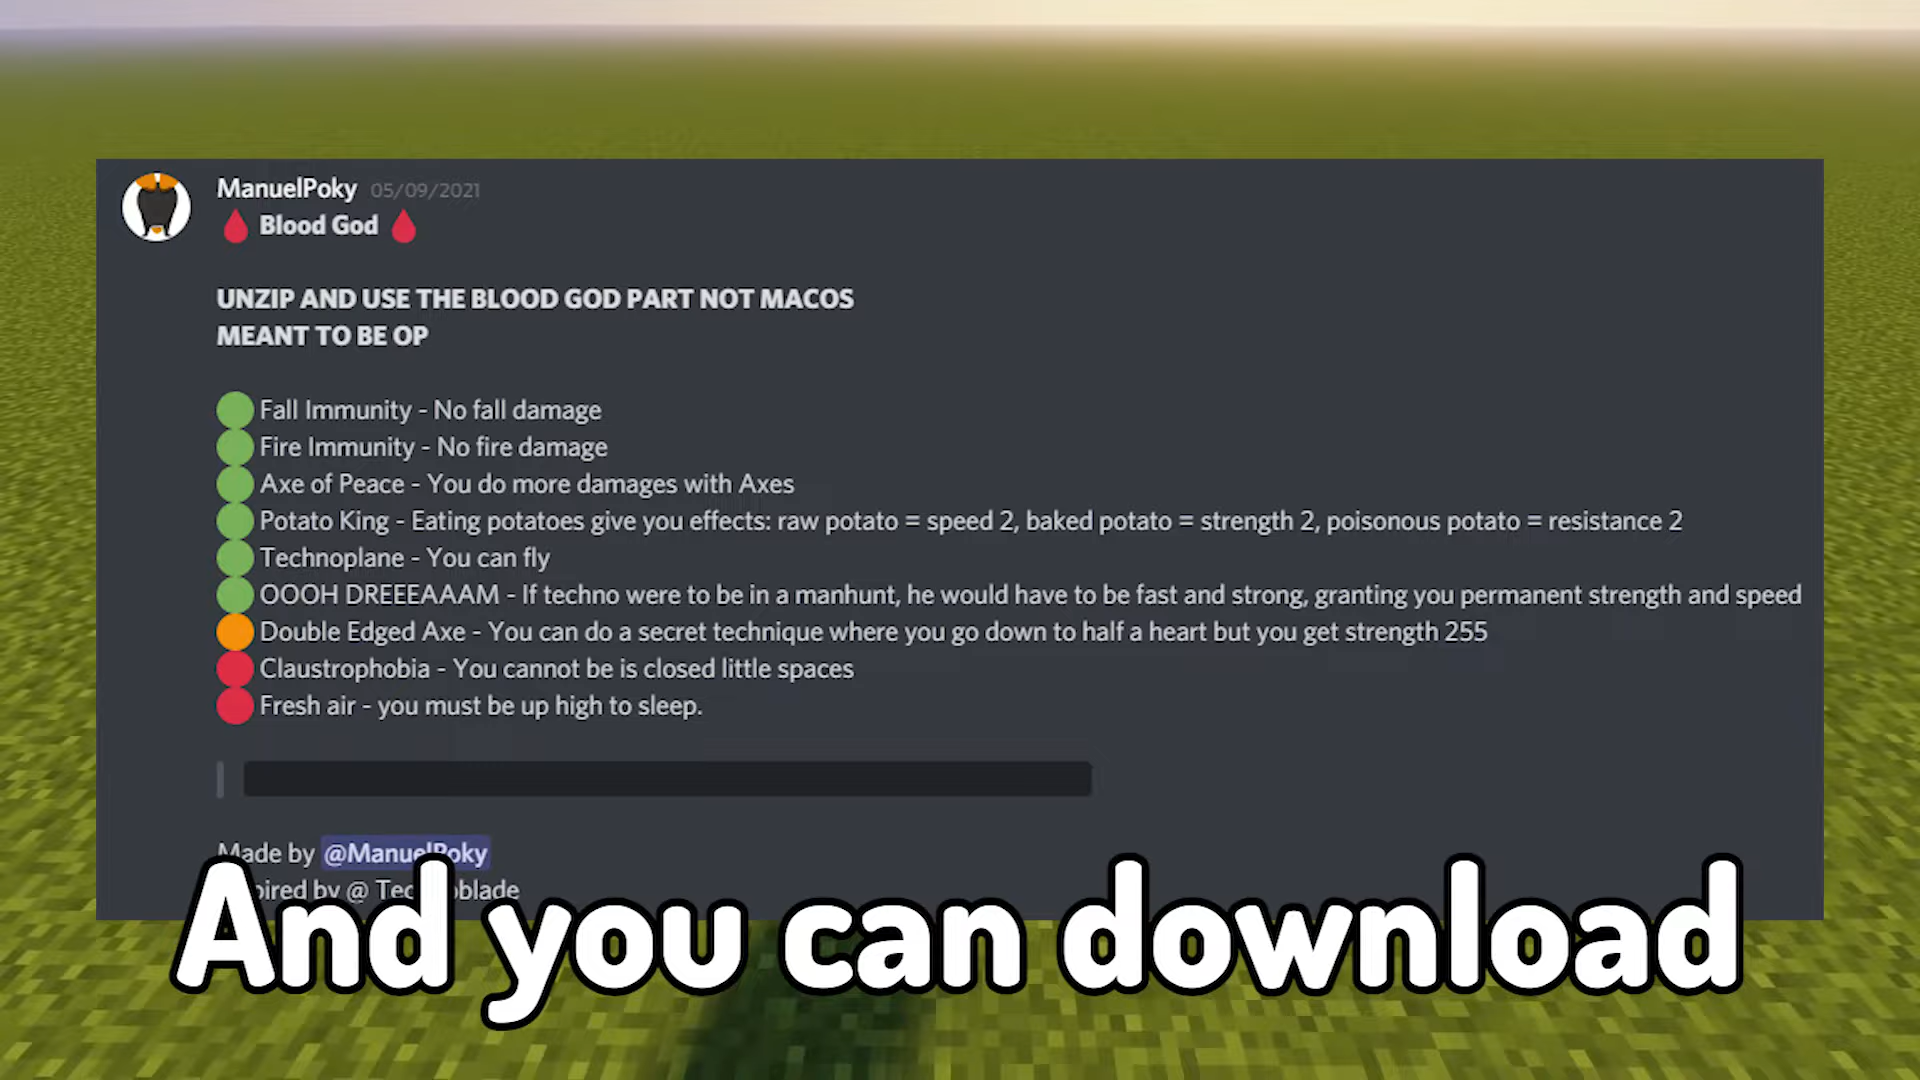 ManuelPoky 05/09/2021
Blood God
UNZIP AND USE THE BLOOD GOD PART NOT MACOS
MEANT TO BE OP
Fall Immunity - No fall damage
Fire Immunity - No fire damage
Axe of Peace - You do more damages with Axes
Potato King - Eating potatoes give you effects: raw potato = speed 2, baked potato = strength 2, poisonous potato = resistance 2
Technoplane - You can fly
OOOH DREEEAAAM - If techno were to be in a manhunt, he would have to be fast and strong, granting you permanent strength and speed
Double Edged Axe - You can do a secret technique where you go down to half a heart but you get strength 255
Claustrophobia - You cannot be is closed little spaces
Fresh air - you must be up high to sleep.
Made by @ManuelPoky
by @
And you can download